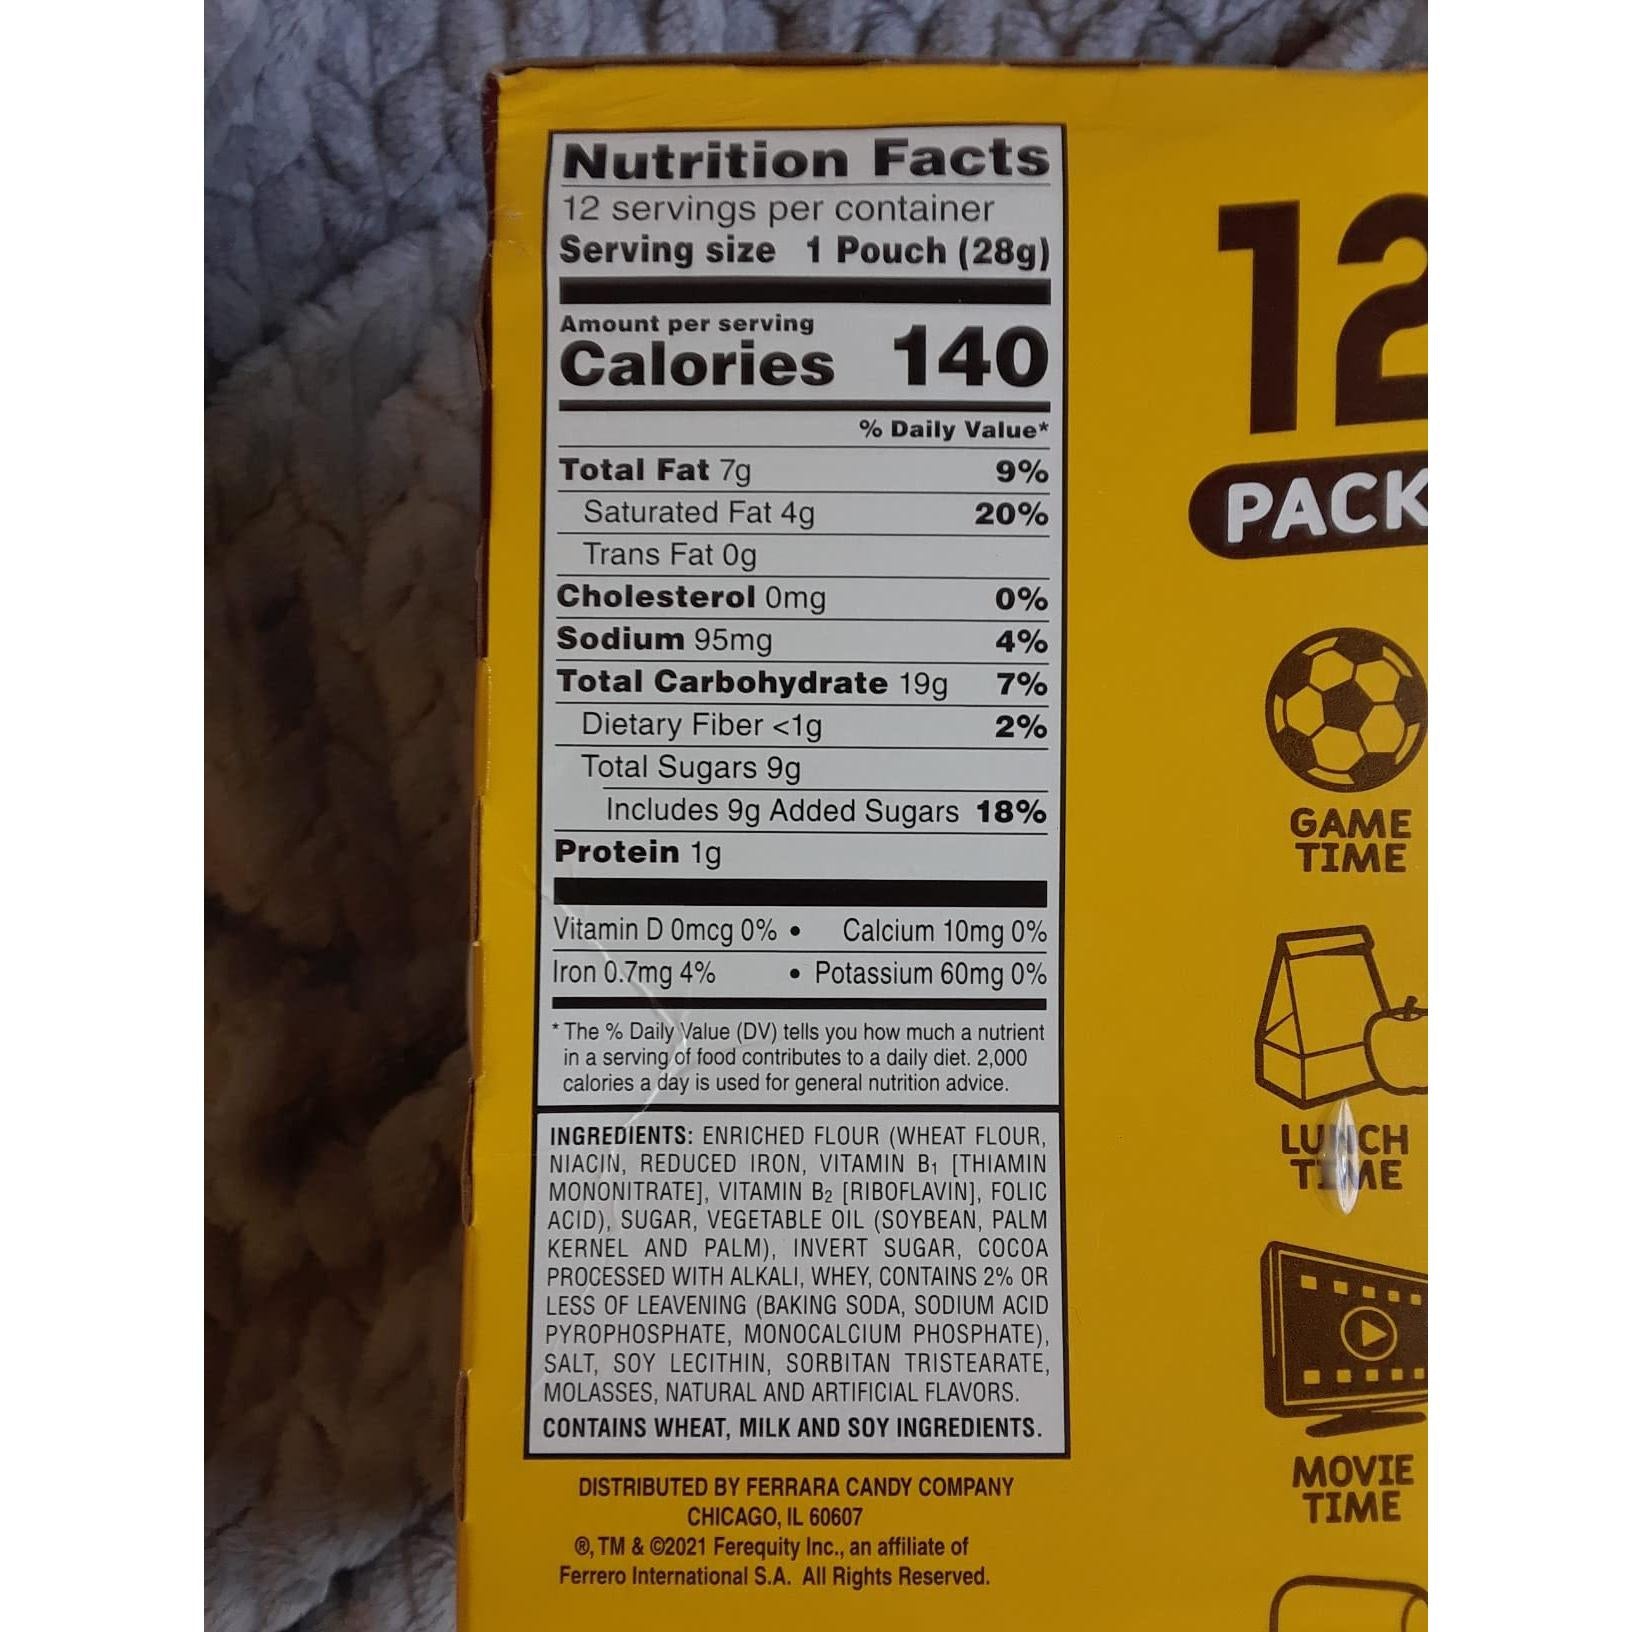 Nutrition Facts
12 servings per container
Serving size 1 Pouch (28g)
Amount per serving
Calories 140
% Daily Value*
Total Fat 7g 9%
Saturated Fat 4g 20%
Trans Fat 0g
Cholesterol 0mg 0%
Sodium 95mg 4%
Total Carbohydrate 19g 7%
Dietary Fiber <1g 2%
Total Sugars 9g
Includes 9g Added Sugars 18%
Protein 1g
Vitamin D 0mcg 0% • Calcium 10mg 0%
Iron 0.7mg 4% • Potassium 60mg 0%
* The % Daily Value (DV) tells you how much a nutrient
in a serving of food contributes to a daily diet. 2,000
calories a day is used for general nutrition advice.
INGREDIENTS: ENRICHED FLOUR (WHEAT FLOUR,
NIACIN, REDUCED IRON, VITAMIN B1 [THIAMIN
MONONITRATE], VITAMIN B2 [RIBOFLAVIN], FOLIC
ACID), SUGAR, VEGETABLE OIL (SOYBEAN, PALM
KERNEL AND PALM), INVERT SUGAR, COCOA
PROCESSED WITH ALKALI, WHEY, CONTAINS 2% OR
LESS OF LEAVENING (BAKING SODA, SODIUM ACID
PYROPHOSPHATE, MONOCALCIUM PHOSPHATE),
SALT, SOY LECITHIN, SORBITAN TRISTEARATE,
MOLASSES, NATURAL AND ARTIFICIAL FLAVORS.
CONTAINS WHEAT, MILK AND SOY INGREDIENTS.
DISTRIBUTED BY FERRARA CANDY COMPANY
CHICAGO, IL 60607
®, TM & ©2021 Ferequity Inc., an affiliate of
Ferrero International S.A. All Rights Reserved.
12
PACK
GAME
TIME
LUNCH
TIME
MOVIE
TIME